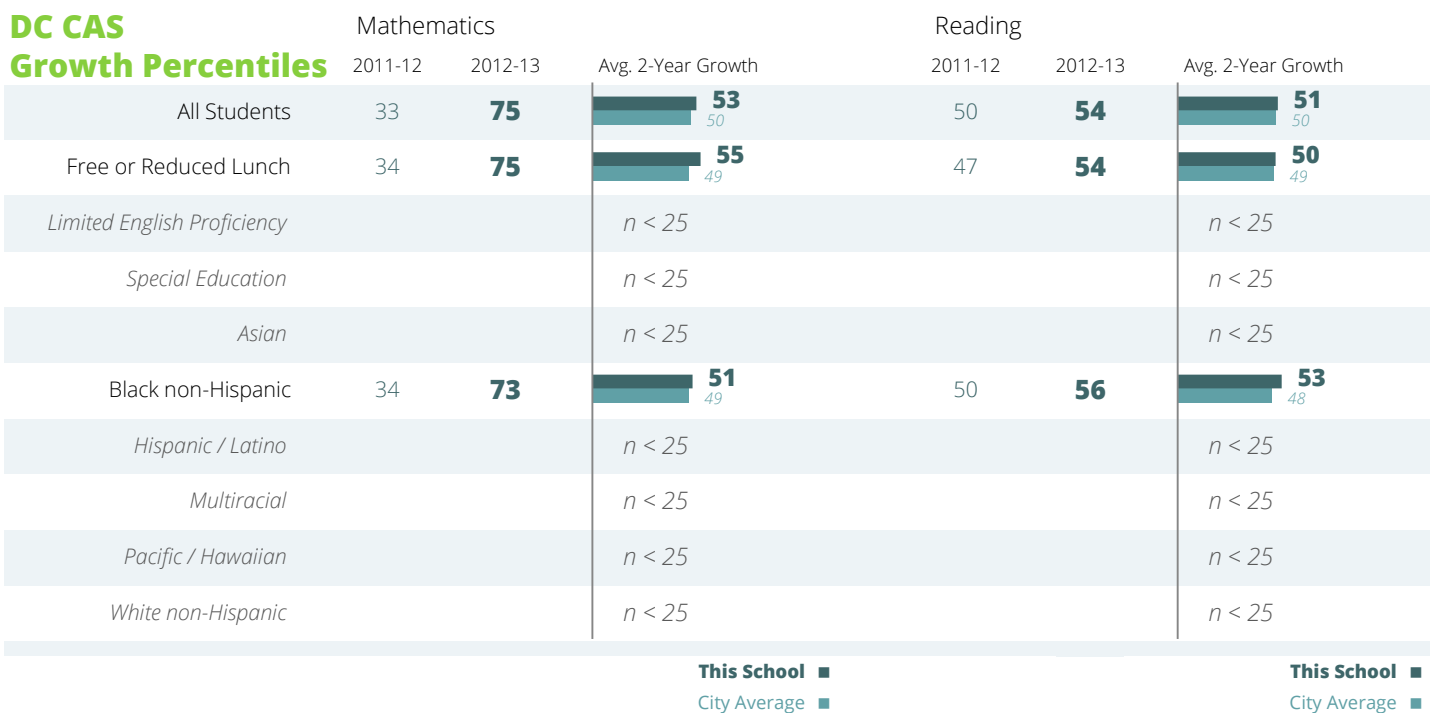 DC CAS
Growth Percentiles
Mathematics Reading
2011-12 2012-13 Avg. 2-Year Growth 2011-12 2012-13 Avg. 2-Year Growth
All Students 33 75 53 50 54 51
50 50
Free or Reduced Lunch 34 75 55 47 54 50
49 49
Limited English Proficiency n < 25 n < 25
Special Education n < 25 n < 25
Asian n < 25 n < 25
Black non-Hispanic 34 73 51 50 56 53
49 48
Hispanic / Latino n < 25 n < 25
Multiracial n < 25 n < 25
Pacific / Hawaiian n < 25 n < 25
White non-Hispanic n < 25 n < 25
This School This School
City Average City Average